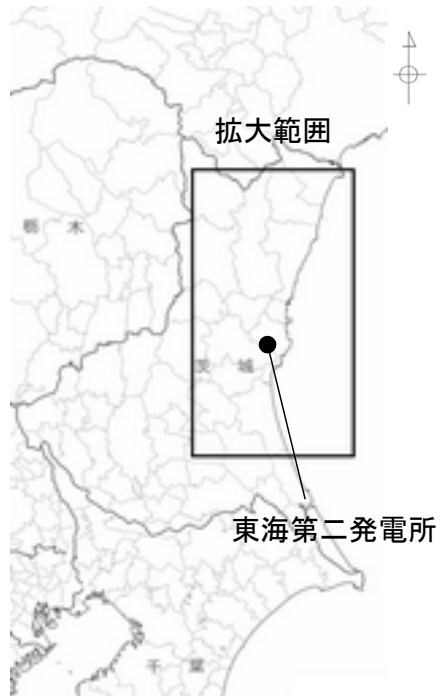 拡大範囲
栃 木
茨 城
東海第二発電所
千 葉